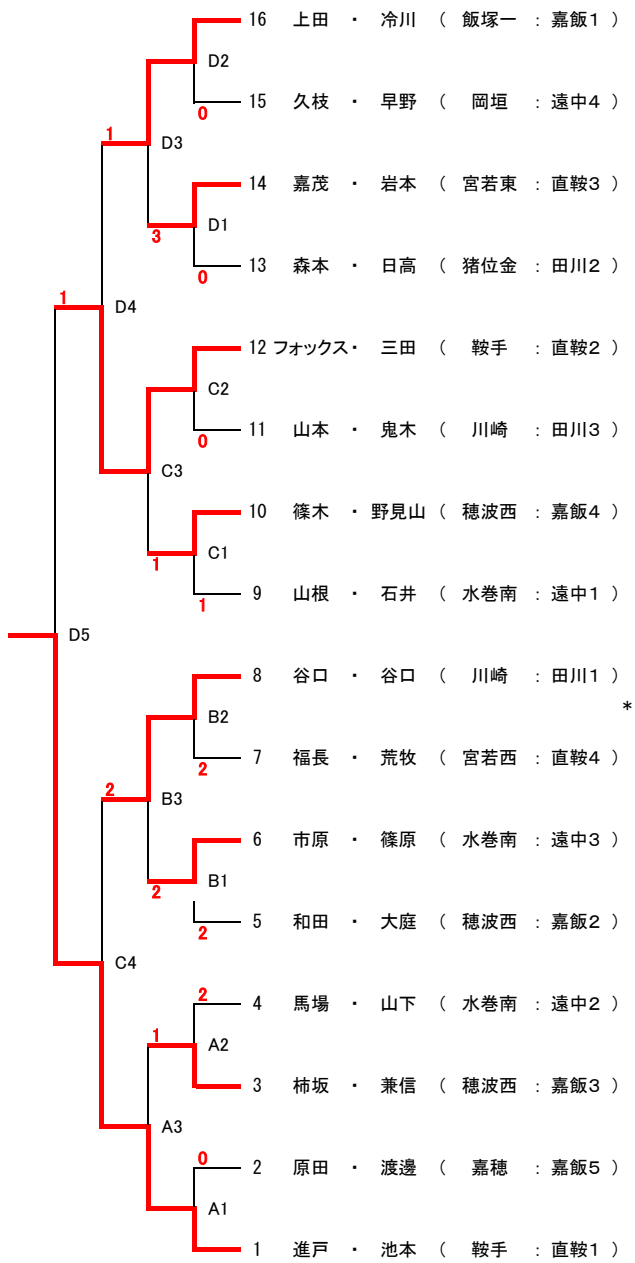 16 上田 ・ 冷川 ( 飯塚一 : 嘉飯1 )
D2
15 久枝 ・ 早野 ( 岡垣 : 遠中4 )
0
1 D3
14 嘉茂 ・ 岩本 ( 宮若東 : 直鞍3 )
3 D1
13 森本 ・ 日高 ( 猪位金 : 田川2 )
0
1 D4
12 フォックス・ 三田 ( 鞍手 : 直鞍2 )
C2
11 山本 ・ 鬼木 ( 川崎 : 田川3 )
0
C3
10 篠木 ・ 野見山 ( 穂波西 : 嘉飯4 )
1 C1
9 山根 ・ 石井 ( 水巻南 : 遠中1 )
1
D5
8 谷口 ・ 谷口 ( 川崎 : 田川1 )
*
B2
7 福長 ・ 荒牧 ( 宮若西 : 直鞍4 )
2
2 B3
6 市原 ・ 篠原 ( 水巻南 : 遠中3 )
2 B1
5 和田 ・ 大庭 ( 穂波西 : 嘉飯2 )
2
C4
2
4 馬場 ・ 山下 ( 水巻南 : 遠中2 )
1 A2
3 柿坂 ・ 兼信 ( 穂波西 : 嘉飯3 )
A3
0
2 原田 ・ 渡邊 ( 嘉穂 : 嘉飯5 )
A1
1 進戸 ・ 池本 ( 鞍手 : 直鞍1 )